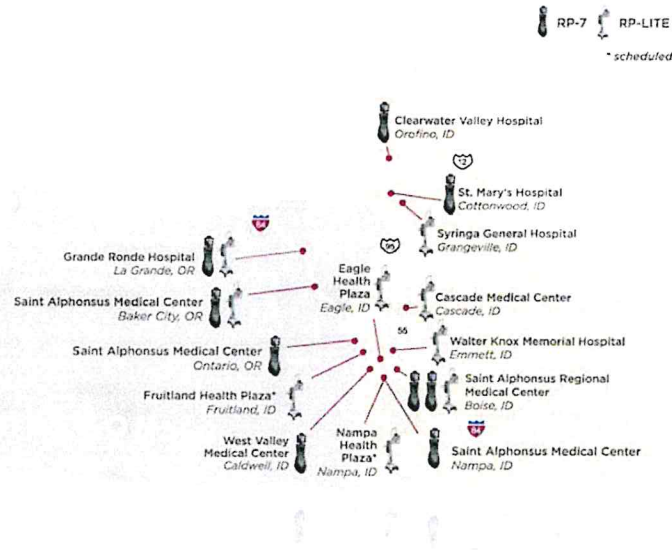 RP-7 RP-LITE
* scheduled
Clearwater Valley Hospital
Orofino, ID
12
St. Mary's Hospital
Cottonwood, ID
84
Syringa General Hospital
Grangeville, ID
95
Grande Ronde Hospital
La Grande, OR
Eagle
Health
Plaza
Eagle, ID
Saint Alphonsus Medical Center
Baker City, OR
Cascade Medical Center
Cascade, ID
55
Walter Knox Memorial Hospital
Emmett, ID
Saint Alphonsus Medical Center
Ontario, OR
Saint Alphonsus Regional
Medical Center
Boise, ID
Fruitland Health Plaza*
Fruitland, ID
84
West Valley
Medical Center
Caldwell, ID
Nampa
Health
Plaza*
Nampa, ID
Saint Alphonsus Medical Center
Nampa, ID